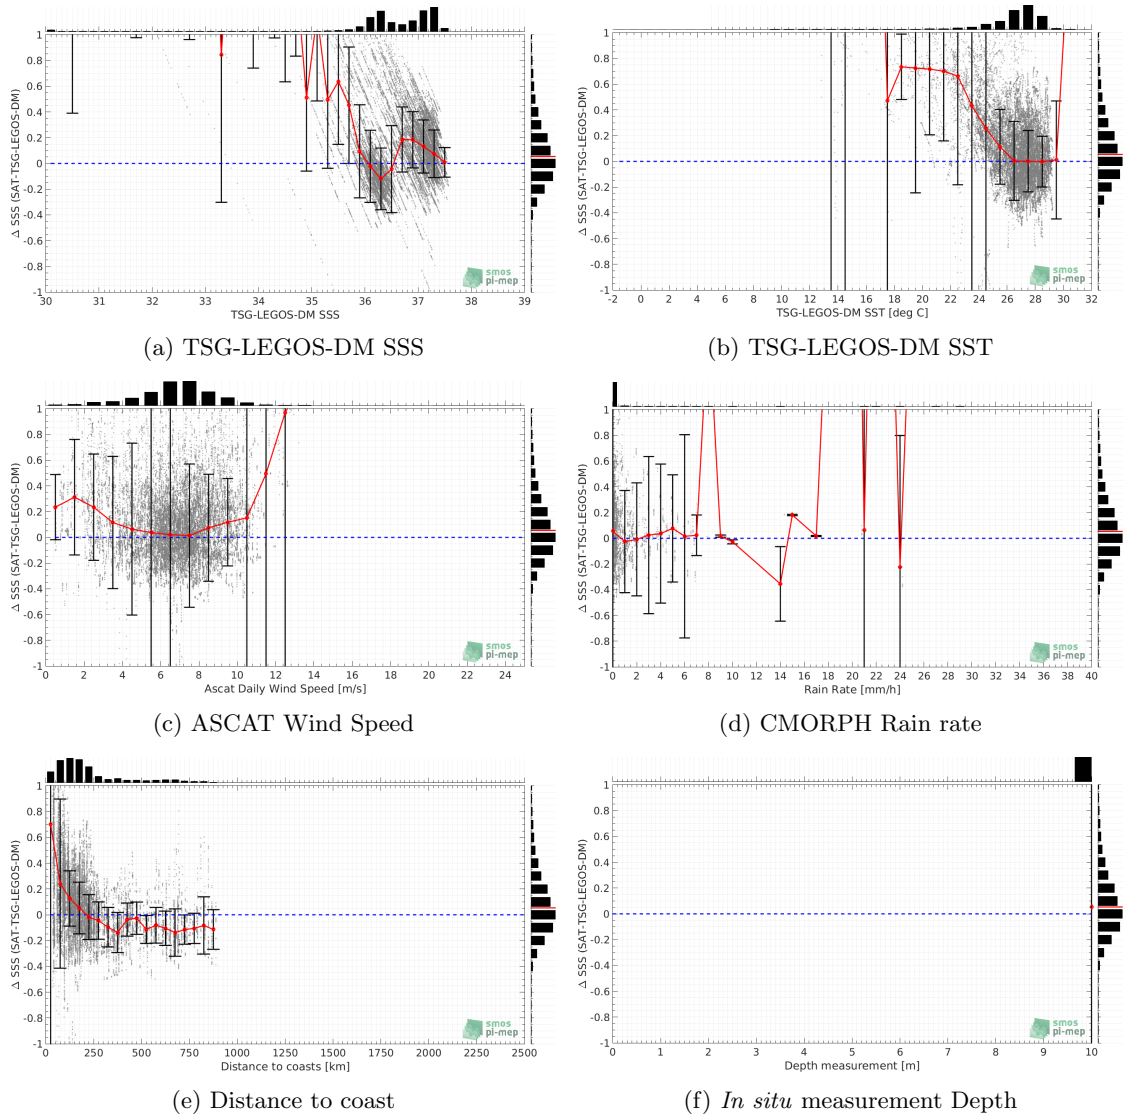 1
0.8
0.6
0.4
0.2
0
-0.2
-0.4
-0.6
-0.8
-1
Δ SSS (SAT-TSG-LEGOS-DM)
30 31 32 33 34 35 36 37 38 39
TSG-LEGOS-DM SSS
smos
pi-mep
(a) TSG-LEGOS-DM SSS
1
0.8
0.6
0.4
0.2
0
-0.2
-0.4
-0.6
-0.8
-1
Δ SSS (SAT-TSG-LEGOS-DM)
-2 0 2 4 6 8 10 12 14 16 18 20 22 24 26 28 30 32
TSG-LEGOS-DM SST [deg C]
smos
pi-mep
(b) TSG-LEGOS-DM SST
1
0.8
0.6
0.4
0.2
0
-0.2
-0.4
-0.6
-0.8
-1
Δ SSS (SAT-TSG-LEGOS-DM)
0 2 4 6 8 10 12 14 16 18 20 22 24
Ascat Daily Wind Speed [m/s]
smos
pi-mep
(c) ASCAT Wind Speed
1
0.8
0.6
0.4
0.2
0
-0.2
-0.4
-0.6
-0.8
-1
Δ SSS (SAT-TSG-LEGOS-DM)
0 2 4 6 8 10 12 14 16 18 20 22 24 26 28 30 32 34 36 38 40
Rain Rate [mm/h]
smos
pi-mep
(d) CMORPH Rain rate
1
0.8
0.6
0.4
0.2
0
-0.2
-0.4
-0.6
-0.8
-1
Δ SSS (SAT-TSG-LEGOS-DM)
0 250 500 750 1000 1250 1500 1750 2000 2250 2500
Distance to coasts [km]
smos
pi-mep
(e) Distance to coast
1
0.8
0.6
0.4
0.2
0
-0.2
-0.4
-0.6
-0.8
-1
Δ SSS (SAT-TSG-LEGOS-DM)
0 1 2 3 4 5 6 7 8 9 10
Depth measurement [m]
smos
pi-mep
(f) In situ measurement Depth